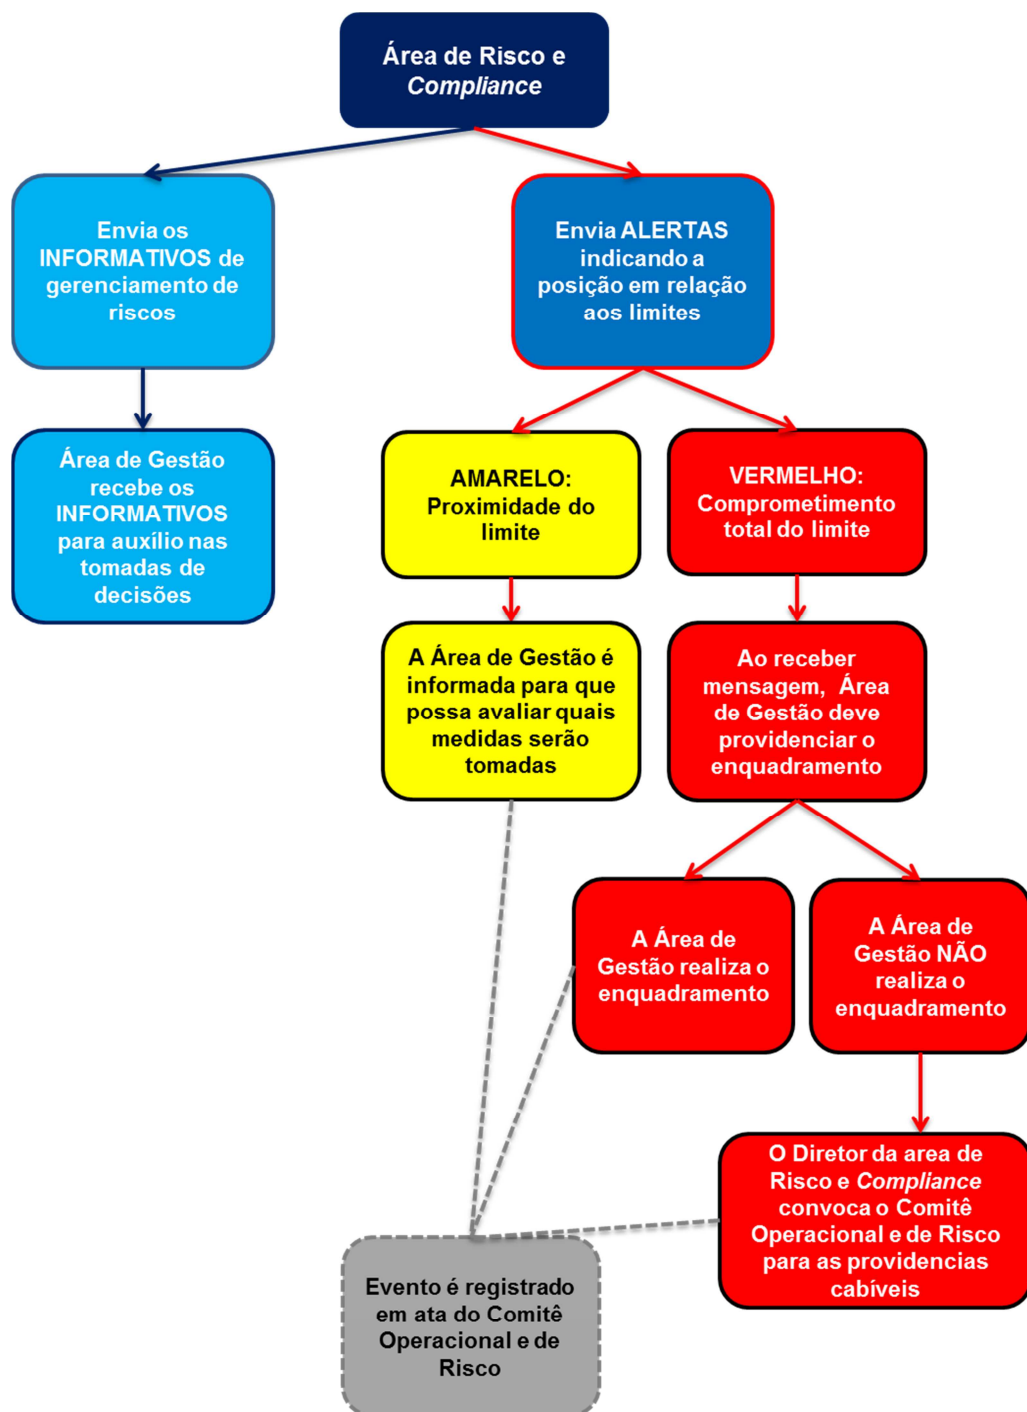 Área de Risco e
Compliance
Envia os
INFORMATIVOS de
gerenciamento de
riscos
Envia ALERTAS
indicando a
posição em relação
aos limites
Área de Gestão
recebe os
INFORMATIVOS
para auxílio nas
tomadas de
decisões
AMARELO:
Proximidade do
limite
VERMELHO:
Comprometimento
total do limite
A Área de Gestão é
informada para que
possa avaliar quais
medidas serão
tomadas
Ao receber
mensagem, Área
de Gestão deve
providenciar o
enquadramento
A Área de
Gestão realiza o
enquadramento
A Área de
Gestão NÃO
realiza o
enquadramento
O Diretor da area de
Risco e Compliance
convoca o Comitê
Operacional e de Risco
para as providencias
cabíveis
Evento é registrado
em ata do Comitê
Operacional e de
Risco